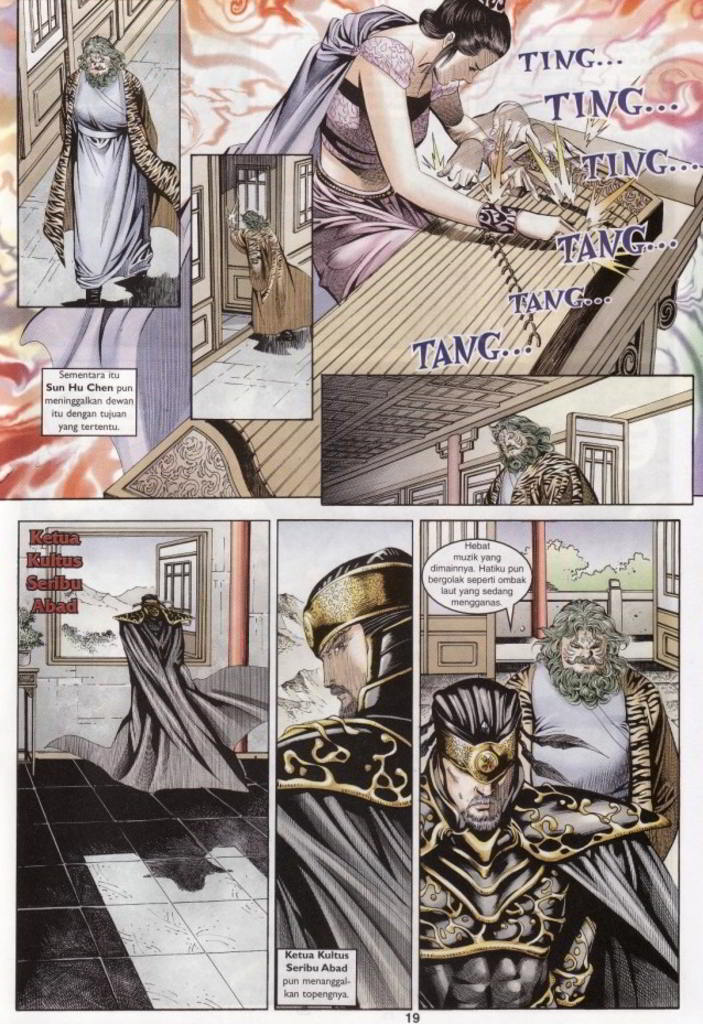 TING...
TING...
TING...
TANG...
TANG...
TANG...
Sementara itu
Sun Hu Chen pun
meninggalkan dewan
itu dengan tujuan
yang tertentu.
Ketua
Kultus
Seribu
Abad
Ketua Kultus
Seribu Abad
pun menanggal-
kan topengnya.
Hebat
muzik yang
dimainnya. Hatiku pun
bergolak seperti ombak
laut yang sedang
mengganas.
19